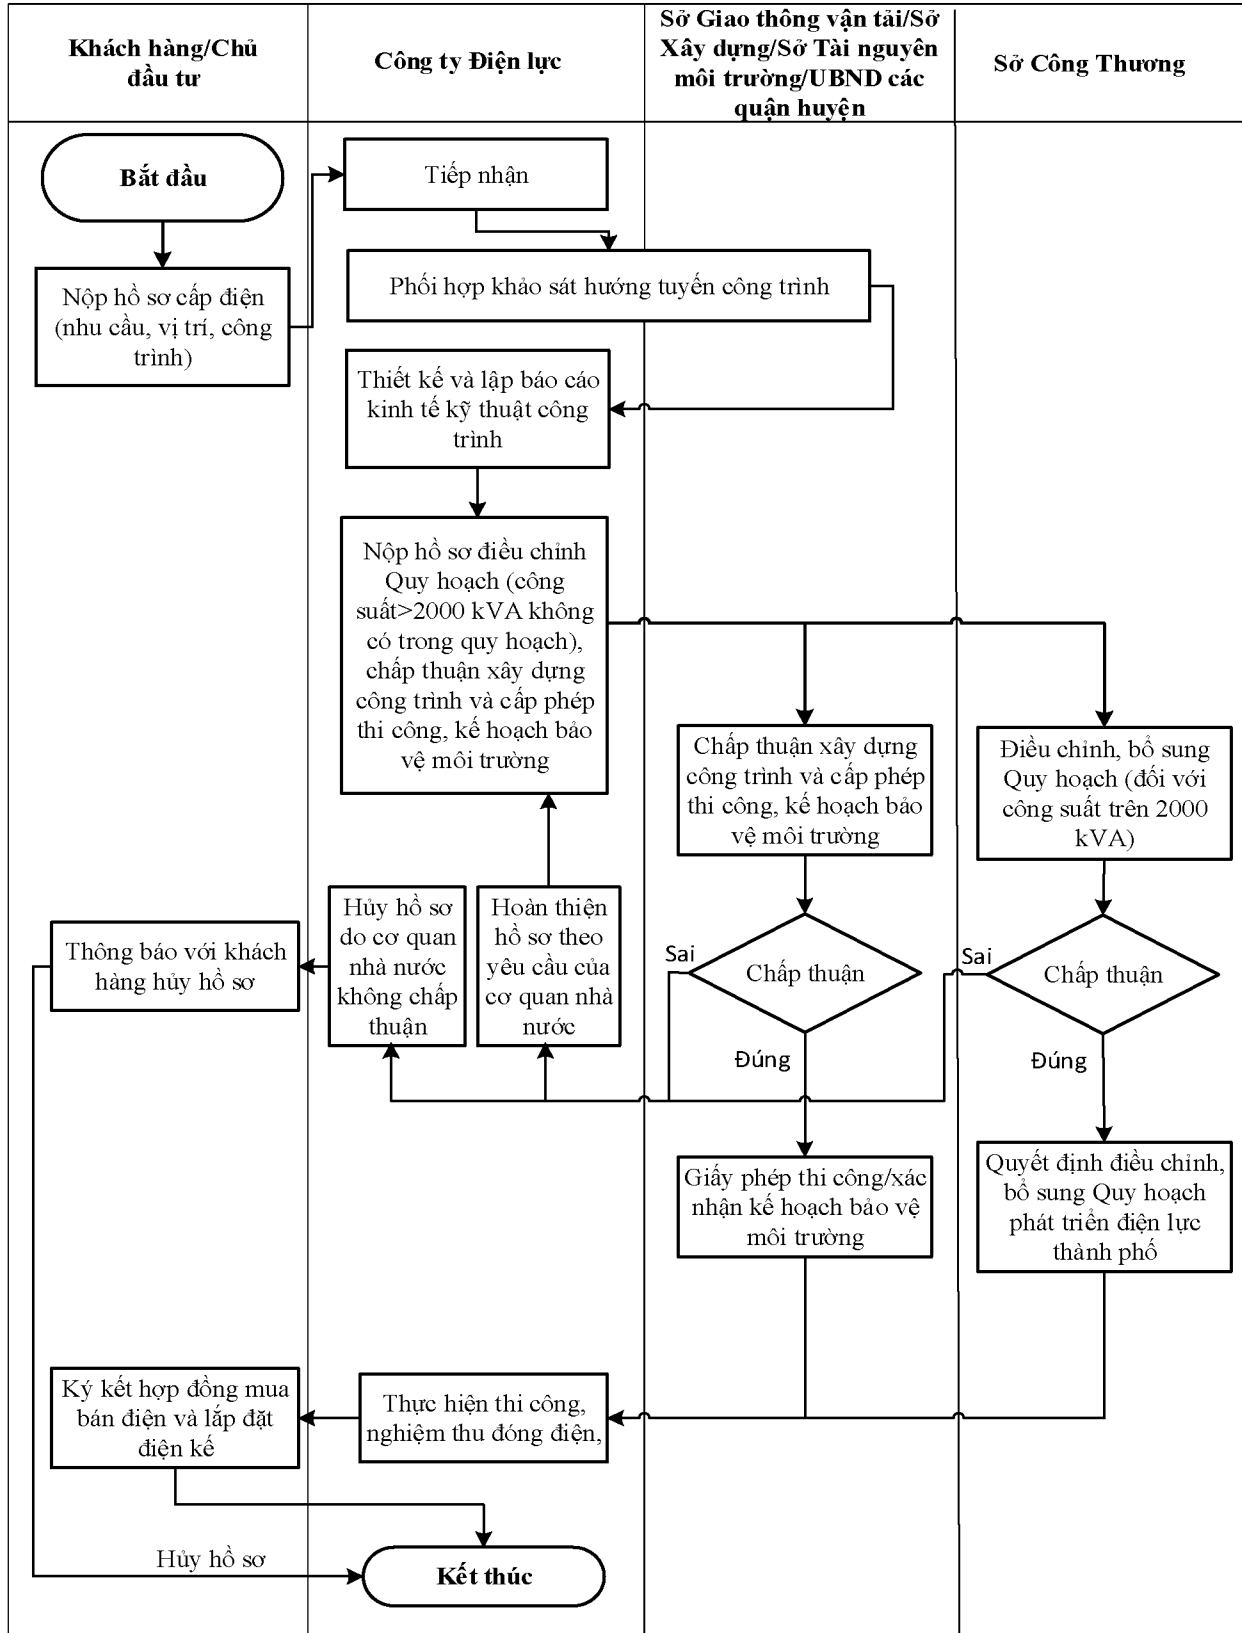 Khách hàng/Chủ
đầu tư
Công ty Điện lực
Sở Giao thông vận tải/Sở
Xây dựng/Sở Tài nguyên
môi trường/UBND các
quận huyện
Sở Công Thương
Bắt đầu
Tiếp nhận
Nộp hồ sơ cấp điện
(nhu cầu, vị trí, công
trình)
Phối hợp khảo sát hướng tuyến công trình
Thiết kế và lập báo cáo
kinh tế kỹ thuật công
trình
Nộp hồ sơ điều chỉnh
Quy hoạch (công
suất>2000 kVA không
có trong quy hoạch),
chấp thuận xây dựng
công trình và cấp phép
thi công, kế hoạch bảo
vệ môi trường
Chấp thuận xây dựng
công trình và cấp phép
thi công, kế hoạch bảo
vệ môi trường
Điều chỉnh, bổ sung
Quy hoạch (đối với
công suất trên 2000
kVA)
Thông báo với khách
hàng hủy hồ sơ
Hủy hồ sơ
do cơ quan
nhà nước
không chấp
thuận
Hoàn thiện
hồ sơ theo
yêu cầu của
cơ quan nhà
nước
Sai
Chấp thuận
Sai
Chấp thuận
Đúng
Đúng
Giấy phép thi công/xác
nhận kế hoạch bảo vệ
môi trường
Quyết định điều chỉnh,
bổ sung Quy hoạch
phát triển điện lực
thành phố
Ký kết hợp đồng mua
bán điện và lắp đặt
điện kế
Thực hiện thi công,
nghiệm thu đóng điện,
Hủy hồ sơ
Kết thúc